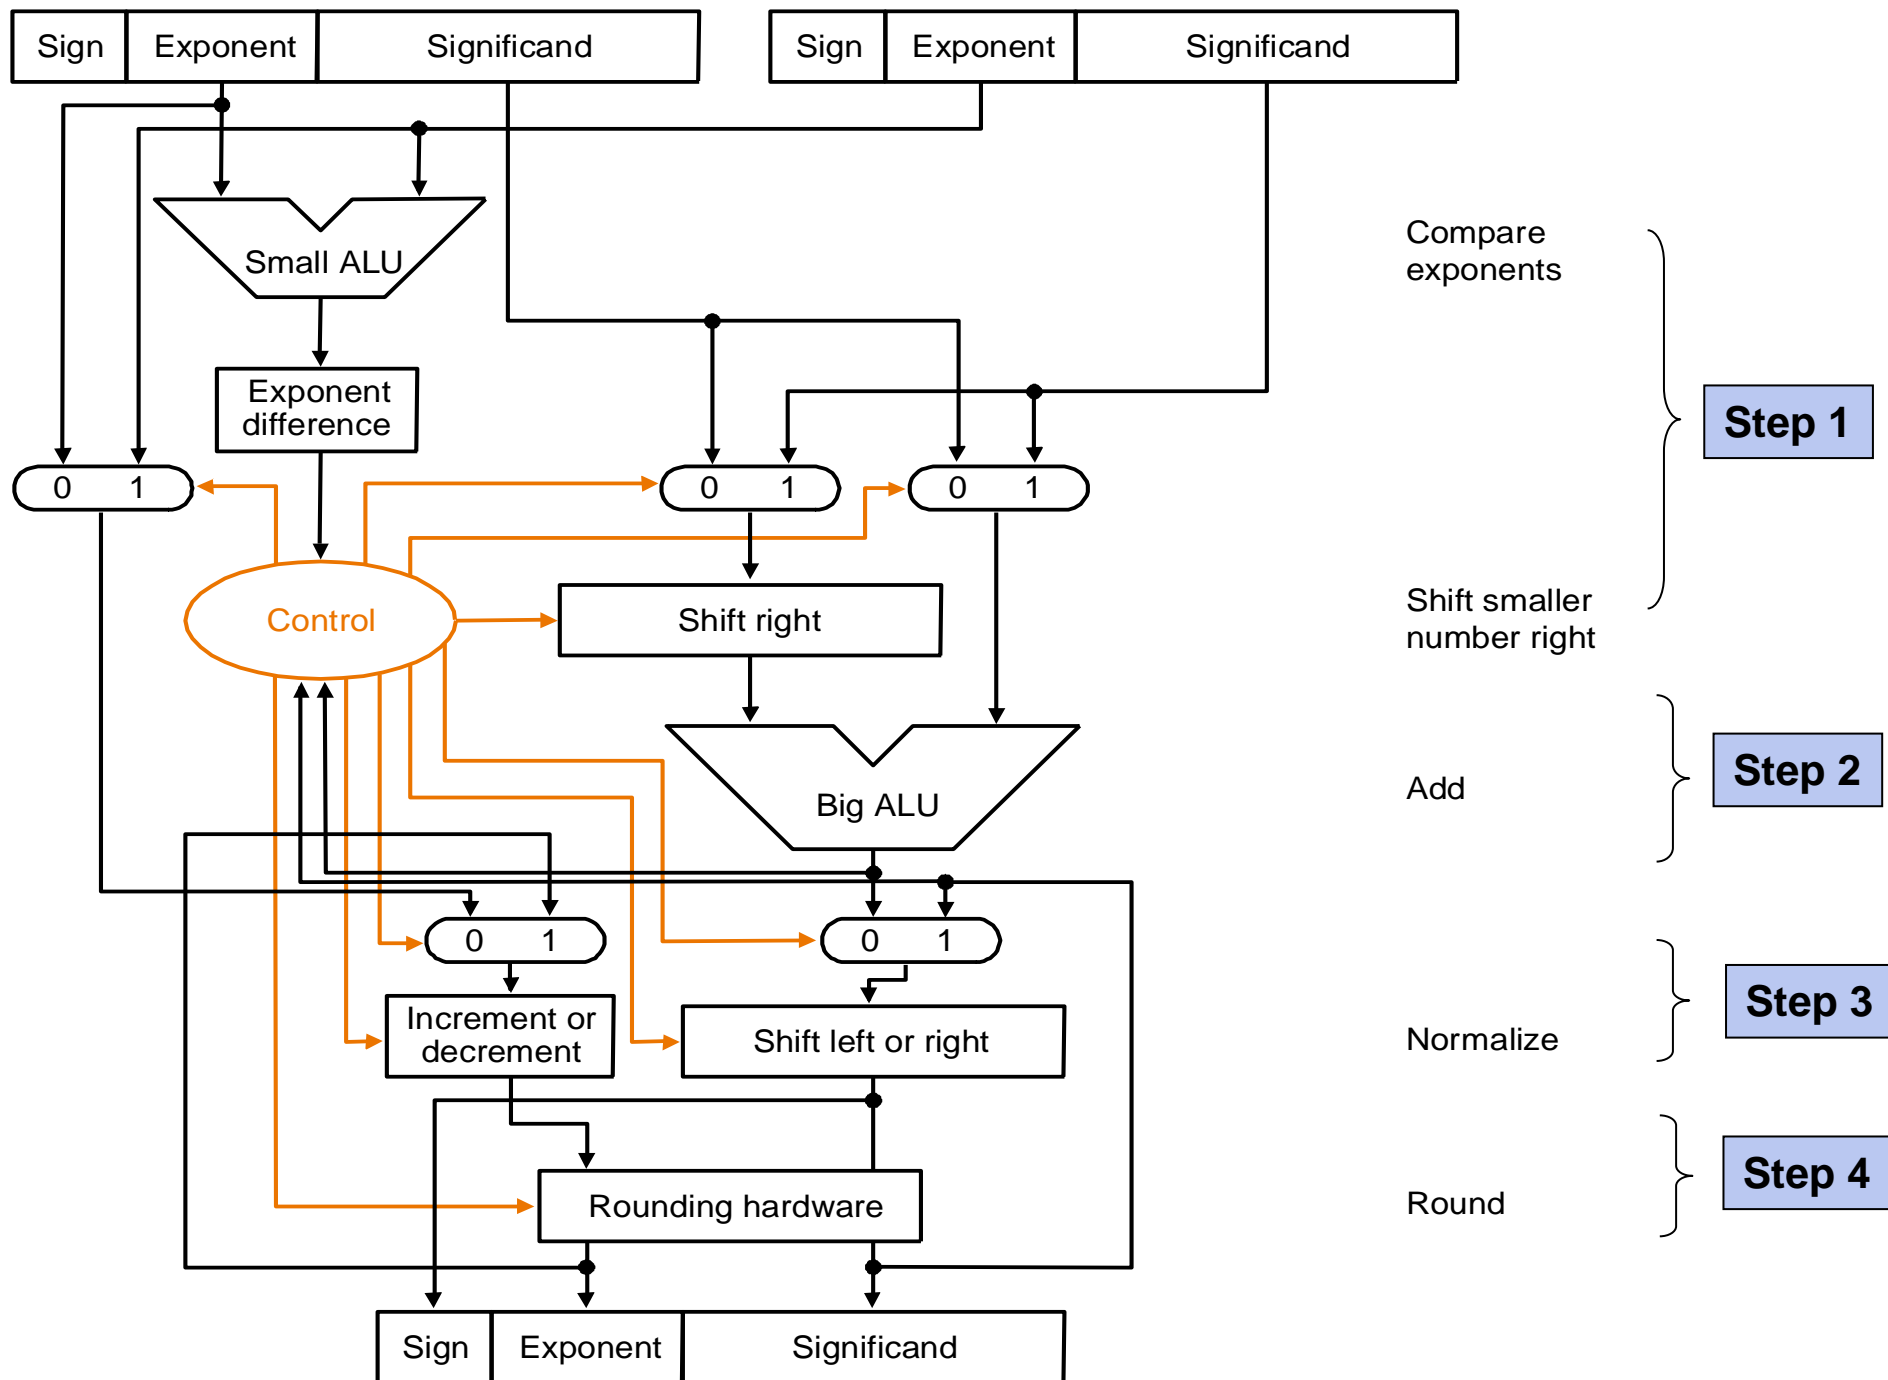 Sign Exponent Significand Sign Exponent Significand
Small ALU
Compare
exponents
Exponent
difference
Step 1
0 1 0 1 0 1
Control
Shift right
Shift smaller
number right
Big ALU
Add
Step 2
0 1 0 1
Increment or
decrement
Shift left or right
Normalize
Step 3
Rounding hardware
Round
Step 4
Sign Exponent Significand